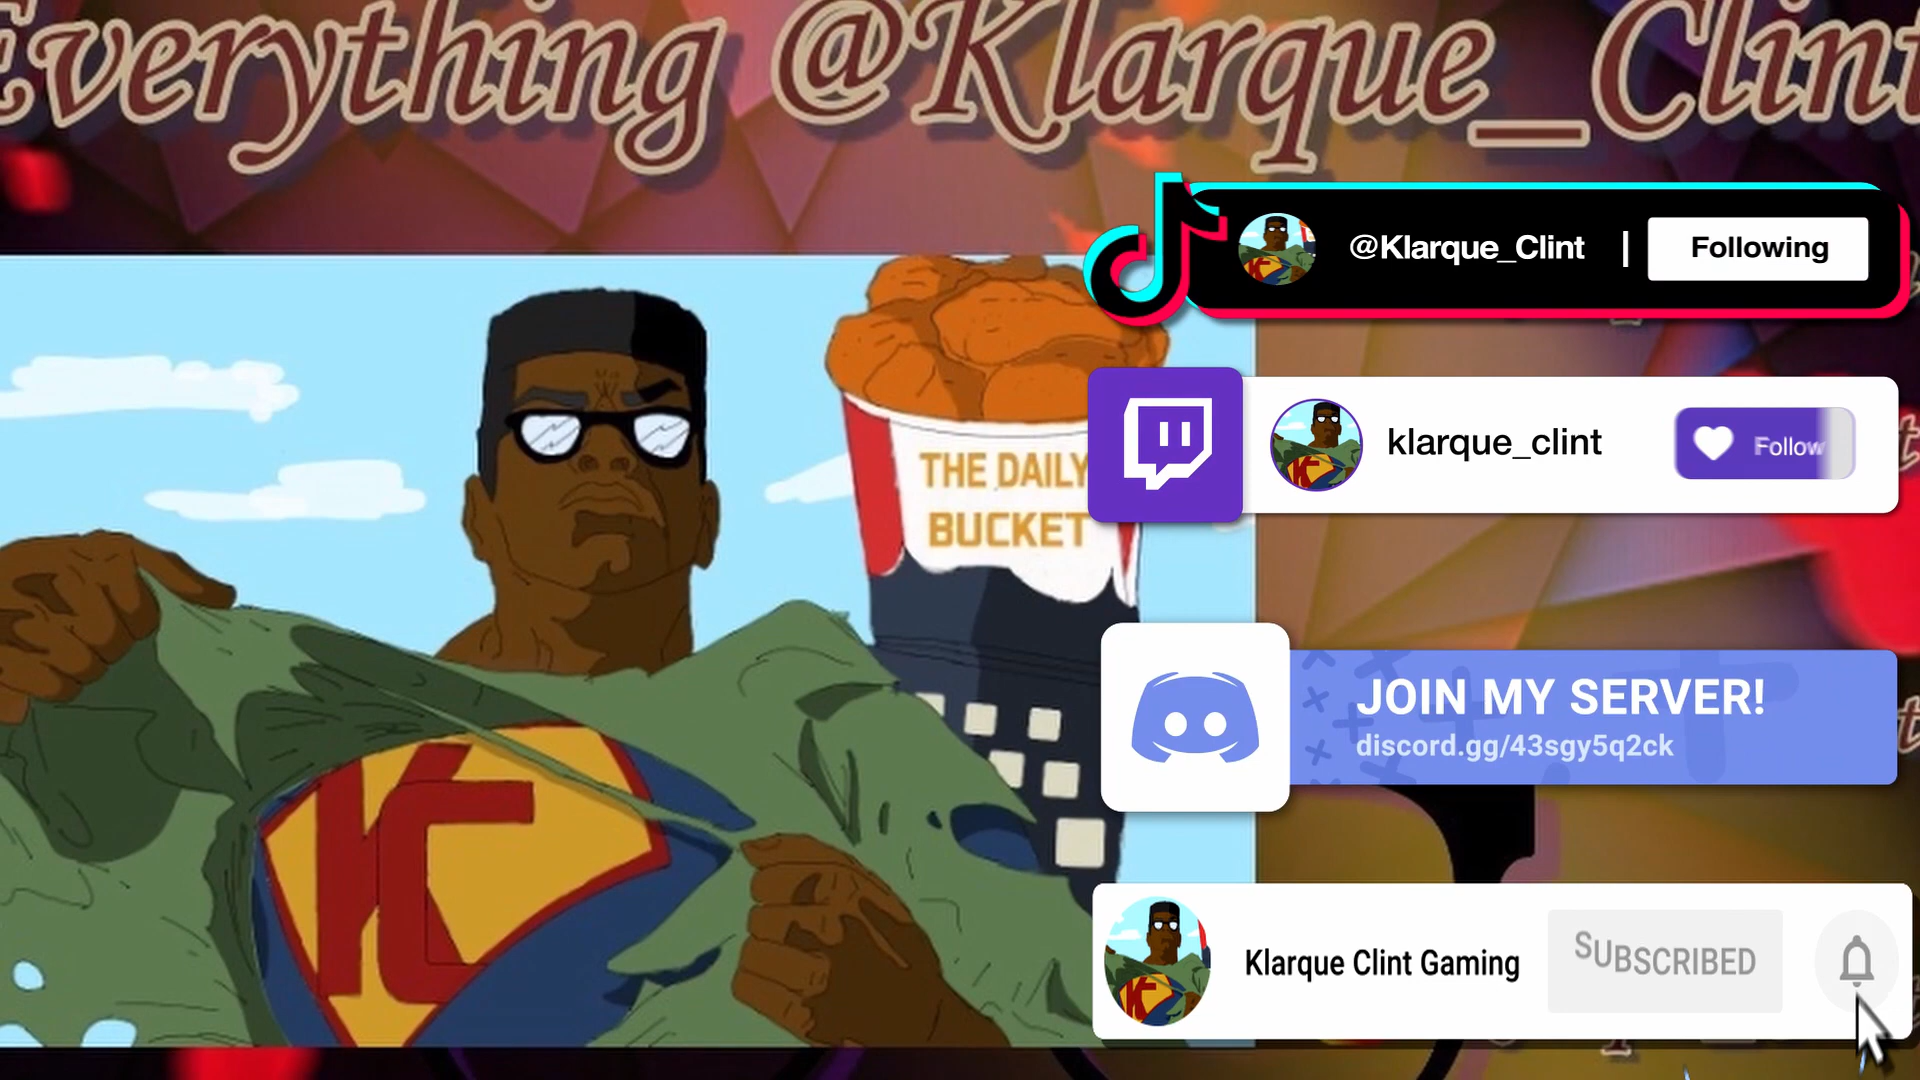 Everything @Klarque_Clint
@Klarque_Clint | Following
THE DAILY
BUCKET
klarque_clint Follow
JOIN MY SERVER!
discord.gg/43sgy5q2ck
KC
Klarque Clint Gaming SUBSCRIBED